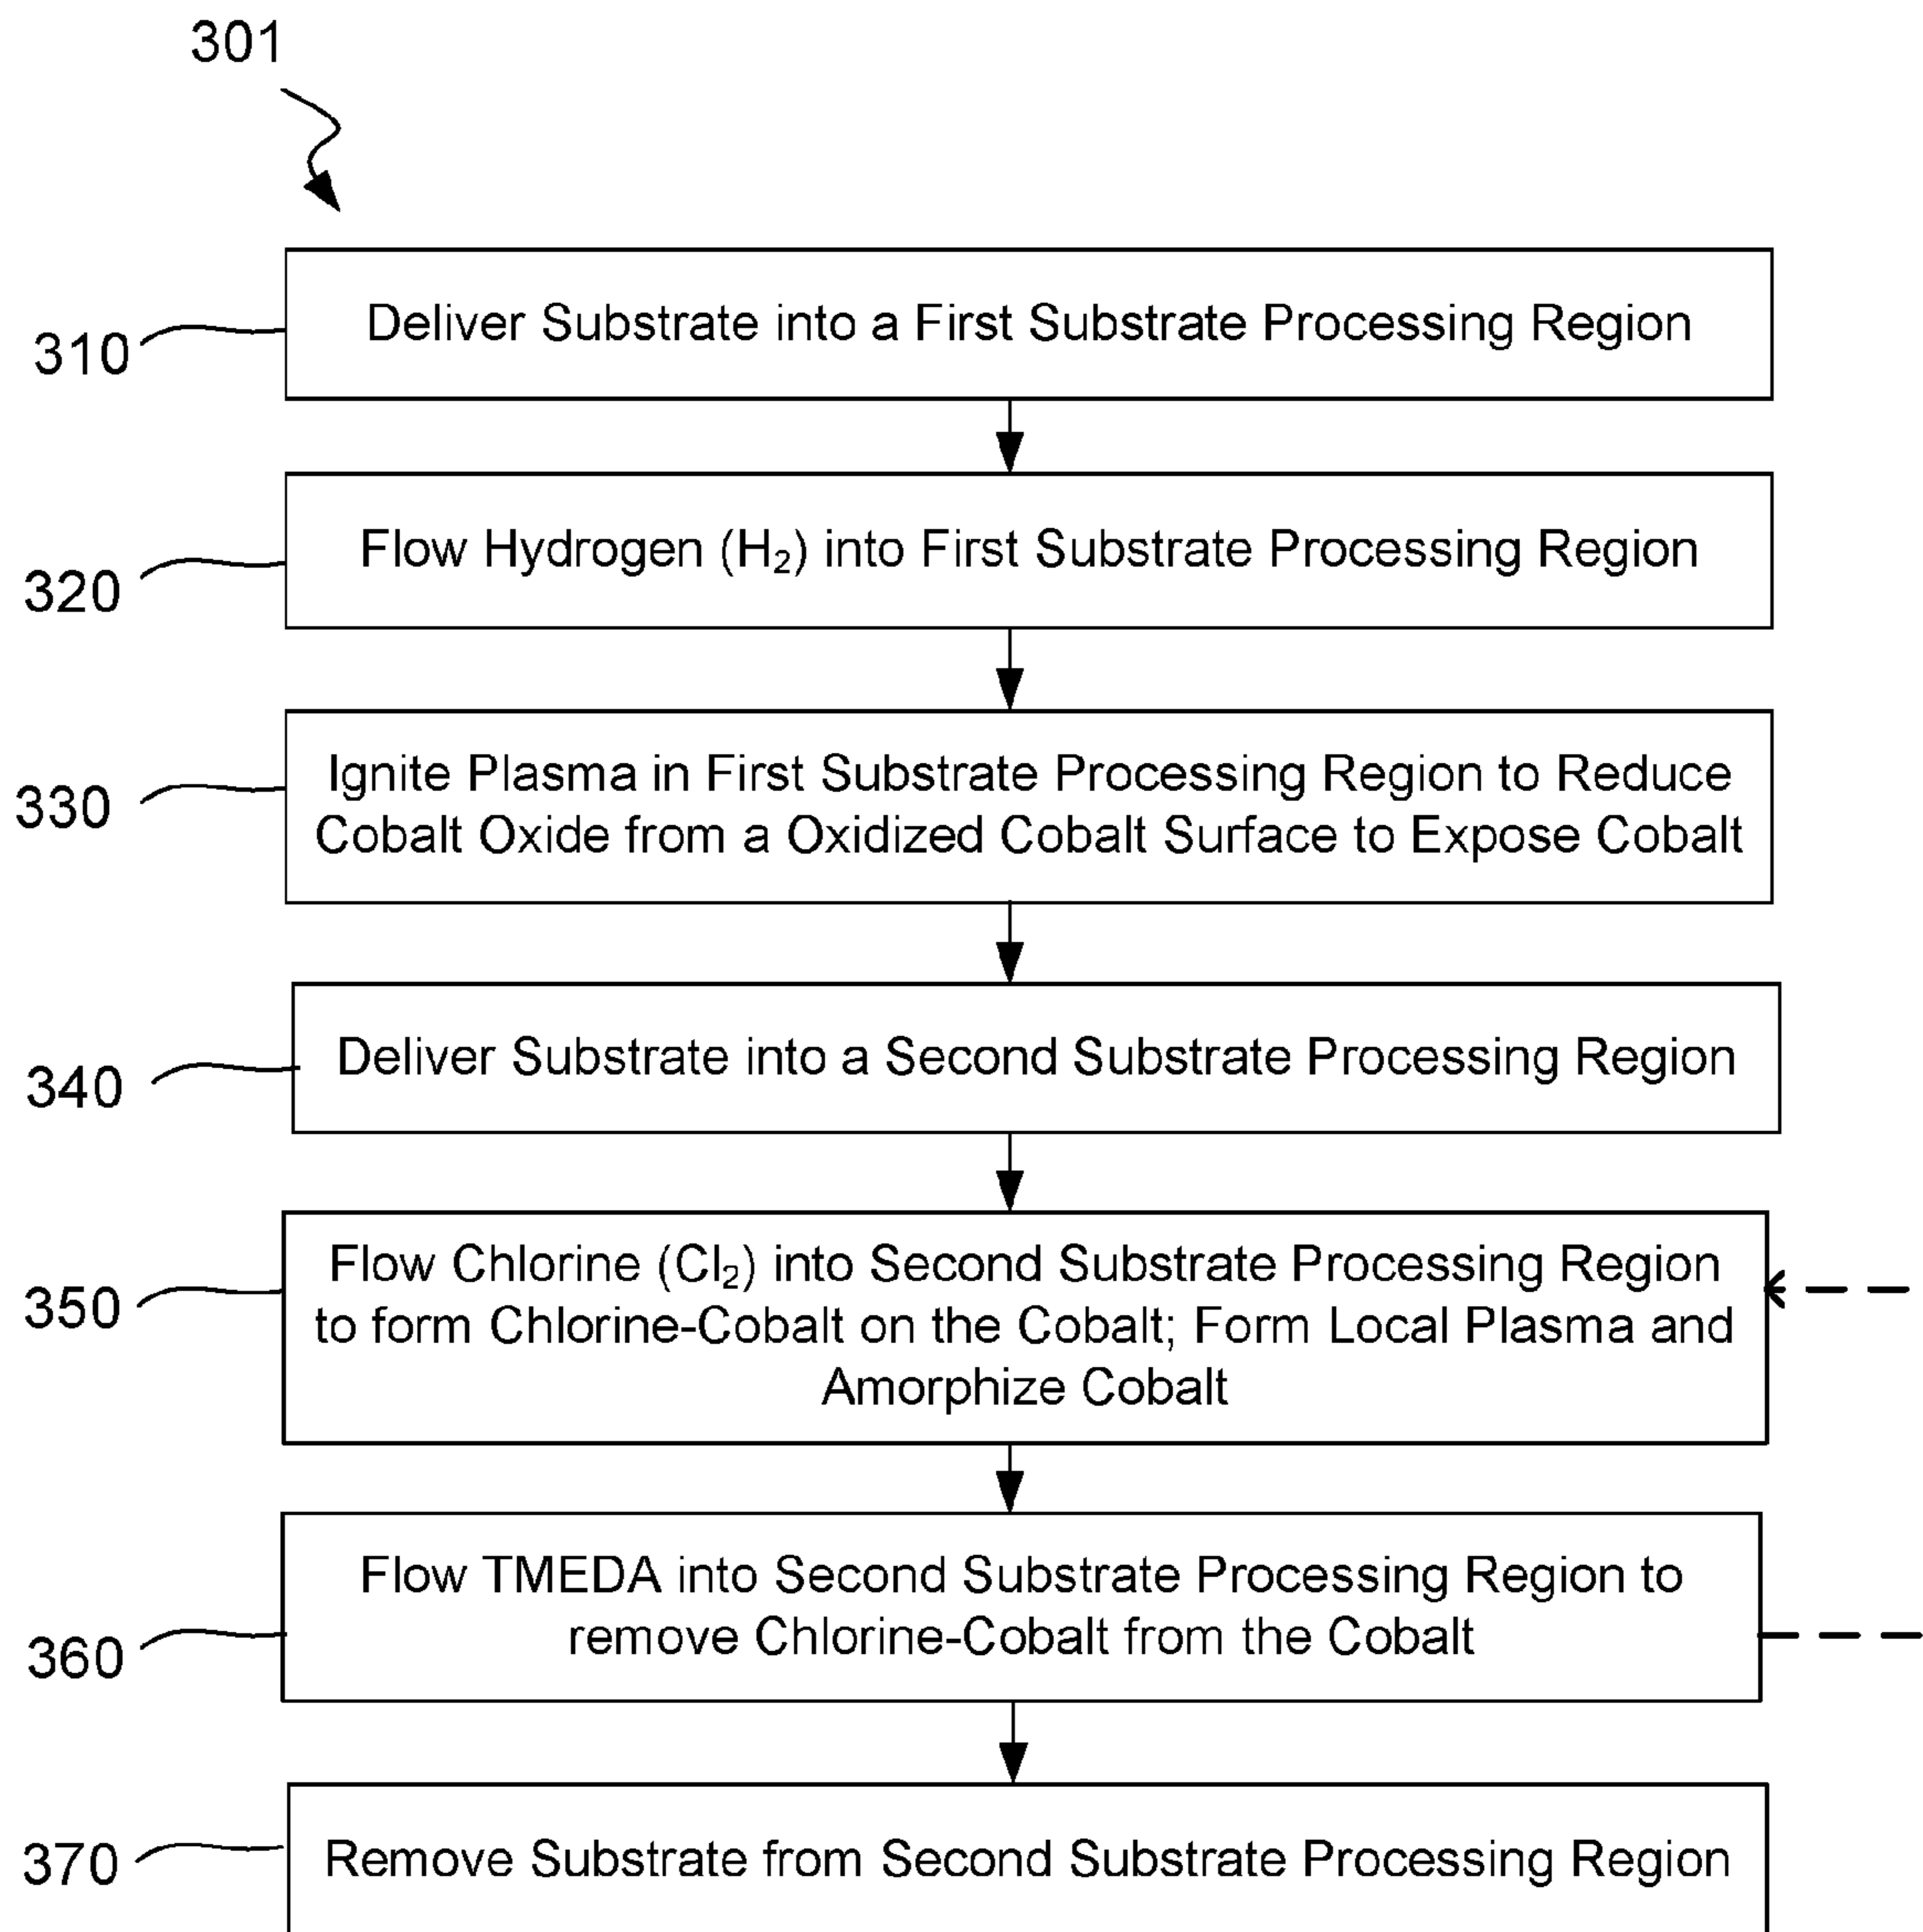 301
310
Deliver Substrate into a First Substrate Processing Region
320
Flow Hydrogen (H₂) into First Substrate Processing Region
330
Ignite Plasma in First Substrate Processing Region to Reduce
Cobalt Oxide from a Oxidized Cobalt Surface to Expose Cobalt
340
Deliver Substrate into a Second Substrate Processing Region
350
Flow Chlorine (Cl₂) into Second Substrate Processing Region
to form Chlorine-Cobalt on the Cobalt; Form Local Plasma and
Amorphize Cobalt
360
Flow TMEDA into Second Substrate Processing Region to
remove Chlorine-Cobalt from the Cobalt
370
Remove Substrate from Second Substrate Processing Region